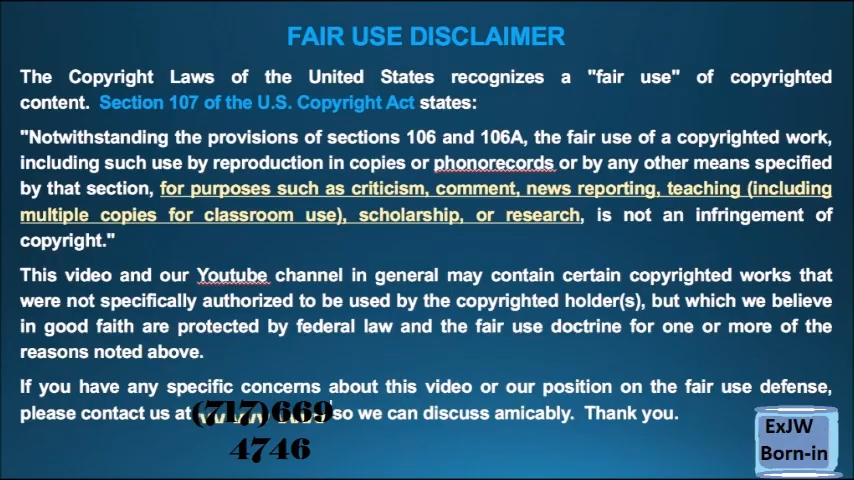 FAIR USE DISCLAIMER
The Copyright Laws of the United States recognizes a "fair use" of copyrighted
content. Section 107 of the U.S. Copyright Act states:
"Notwithstanding the provisions of sections 106 and 106A, the fair use of a copyrighted work,
including such use by reproduction in copies or phonorecords or by any other means specified
by that section, for purposes such as criticism, comment, news reporting, teaching (including
multiple copies for classroom use), scholarship, or research, is not an infringement of
copyright."
This video and our Youtube channel in general may contain certain copyrighted works that
were not specifically authorized to be used by the copyrighted holder(s), but which we believe
in good faith are protected by federal law and the fair use doctrine for one or more of the
reasons noted above.
If you have any specific concerns about this video or our position on the fair use defense,
please contact us at (717)669 so we can discuss amicably. Thank you.
4746
ExJW
Born-in